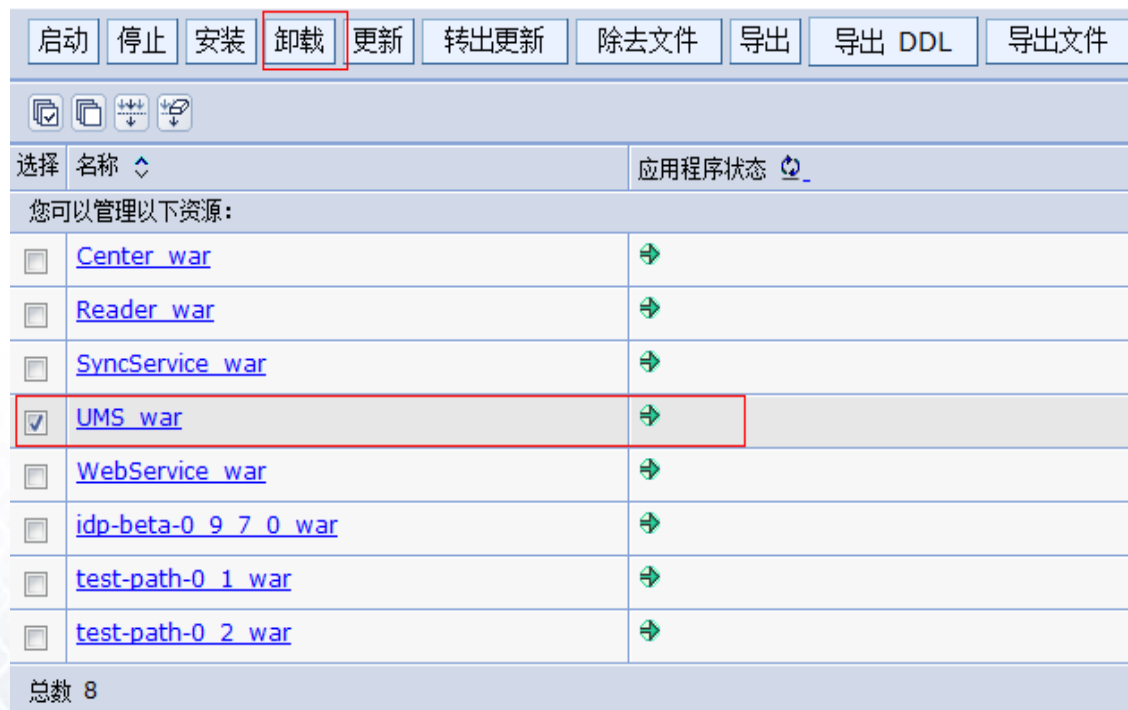 启动 停止 安装 卸载 更新 转出更新 除去文件 导出 导出 DDL 导出文件
选择 名称 应用程序状态
您可以管理以下资源:
Center_war
Reader_war
SyncService_war
UMS_war
WebService_war
idp-beta-0_9_7_0_war
test-path-0_1_war
test-path-0_2_war
总数 8